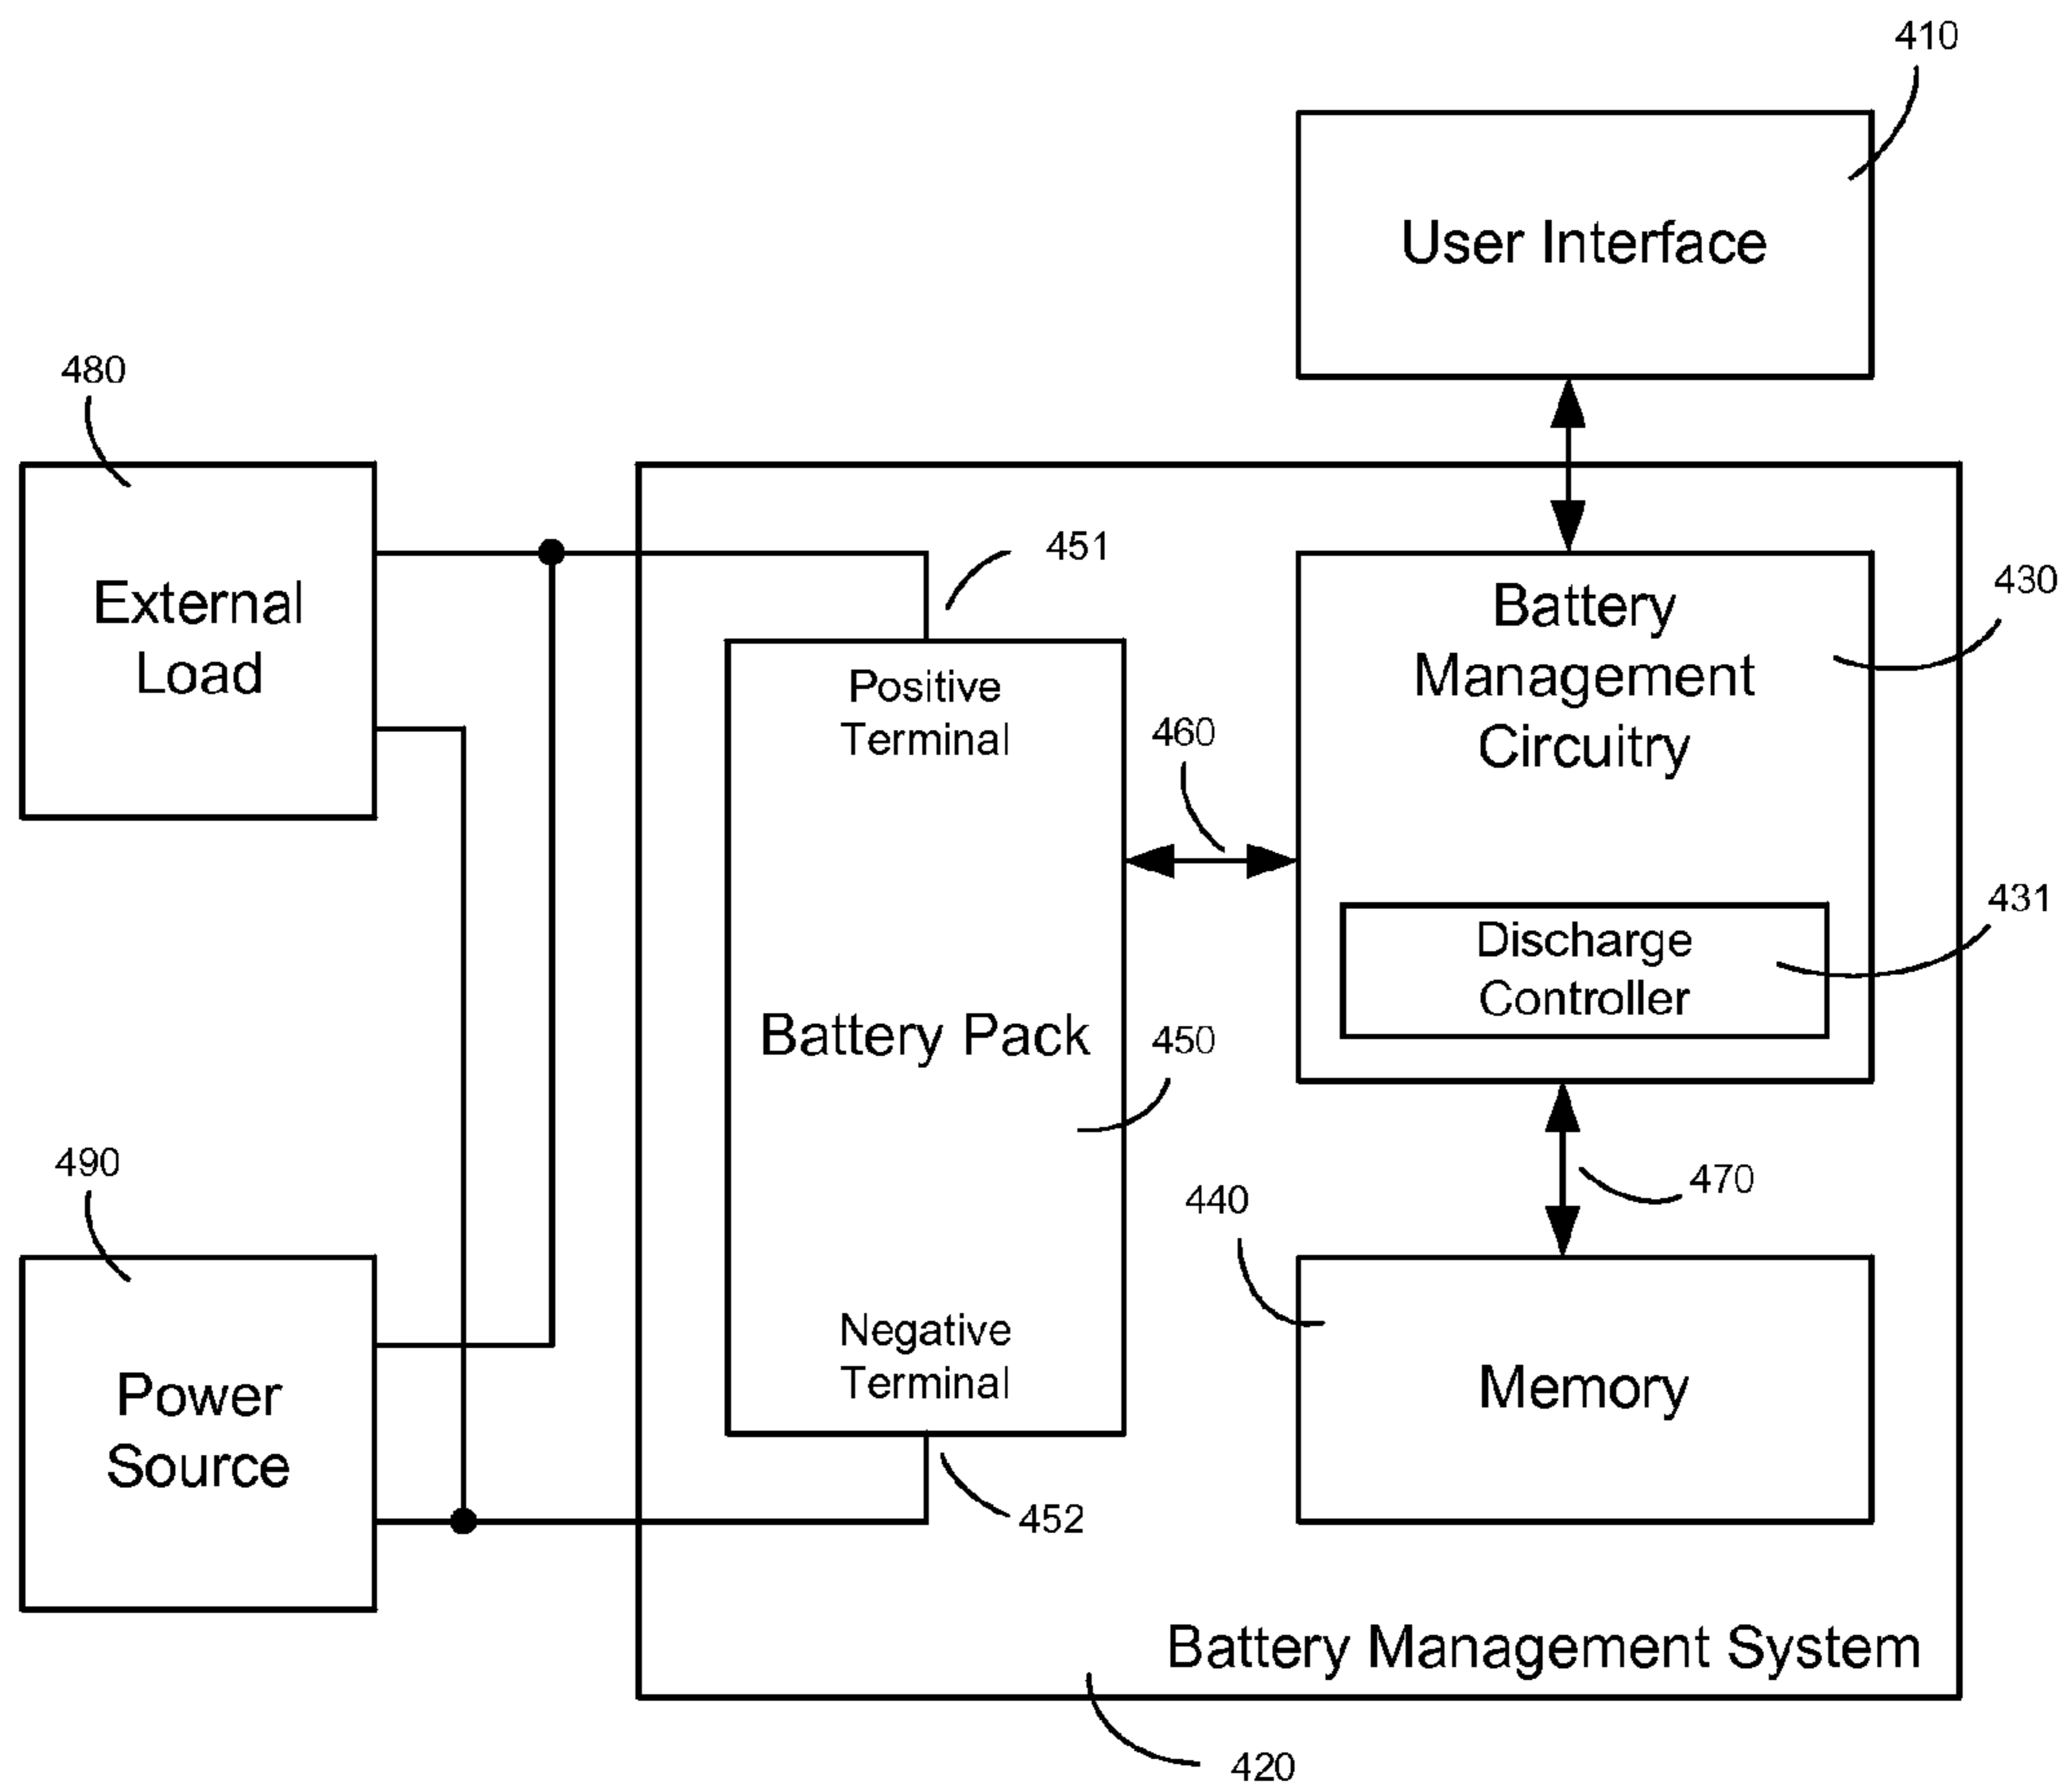 410
User Interface
480
External
Load
451
430
Battery
Management
Circuitry
Positive
Terminal
460
431
Discharge
Controller
Battery Pack
450
490
470
440
Power
Source
Negative
Terminal
Memory
452
Battery Management System
420